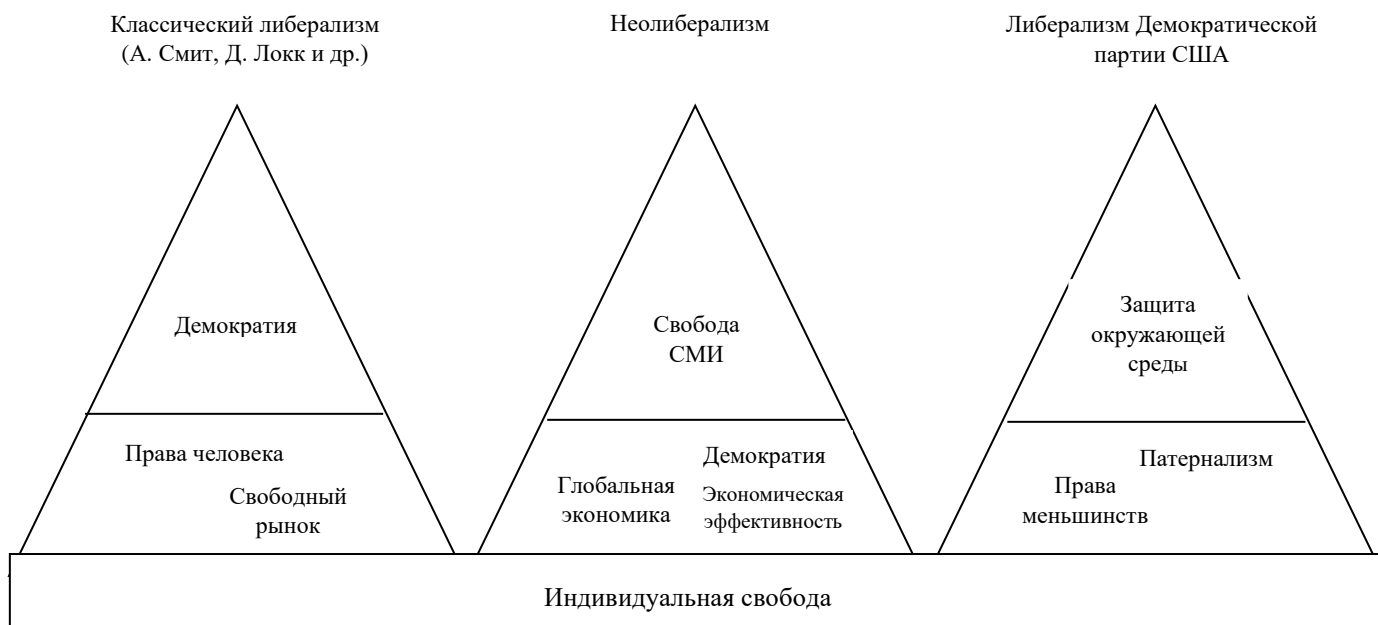 Классический либерализм
(А. Смит, Д. Локк и др.)
Неолиберализм
Либерализм Демократической
партии США
Демократия
Свобода
СМИ
Защита
окружающей
среды
Права человека
Свободный
рынок
Глобальная
экономика
Демократия
Экономическая
эффективность
Патернализм
Права
меньшинств
Индивидуальная свобода